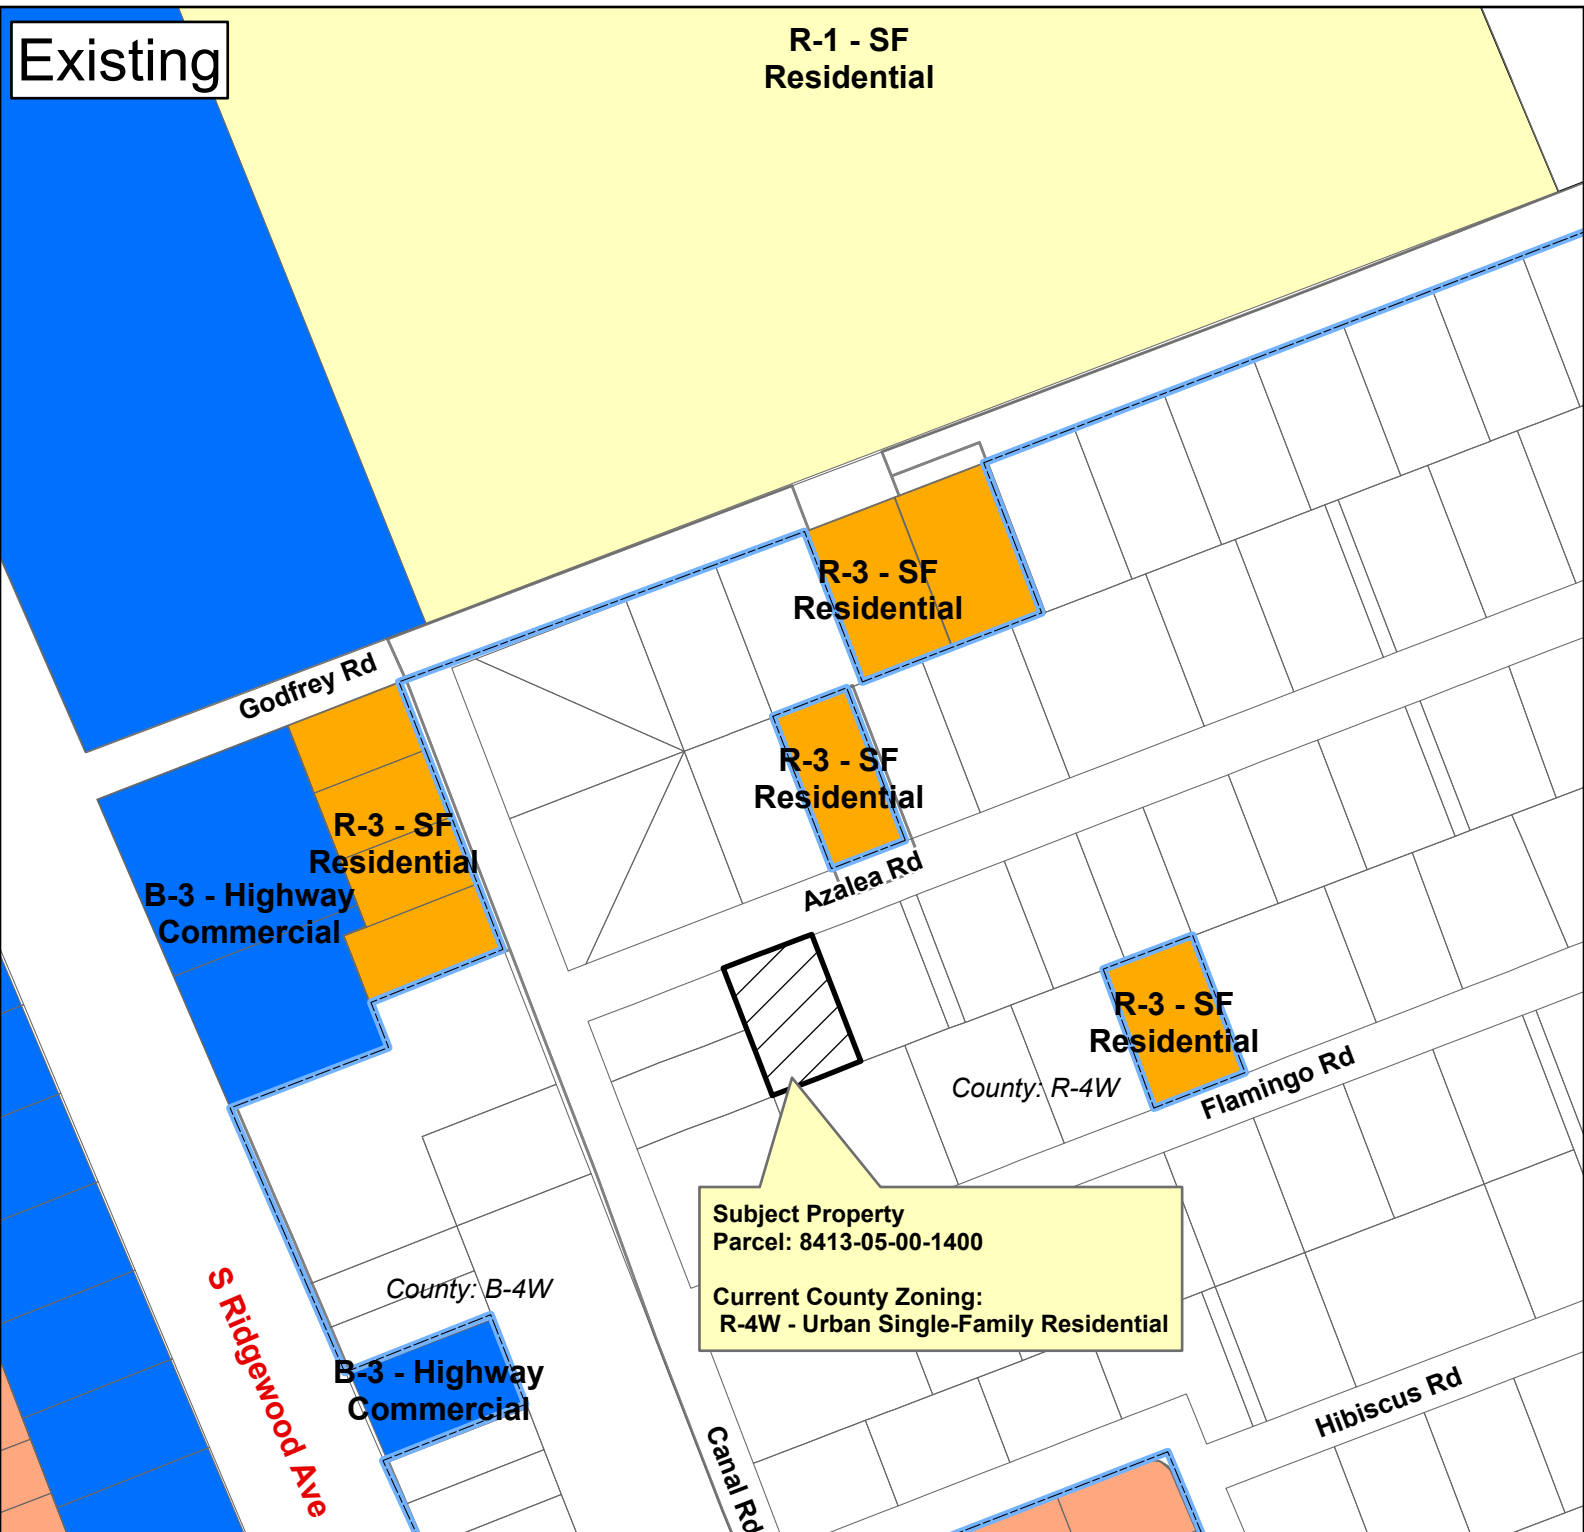 Existing
R-1 - SF
Residential
R-3 - SF
Residential
Godfrey Rd
R-3 - SF
Residential
R-3 - SF
Residential
B-3 - Highway
Commercial
Azalea Rd
R-3 - SF
Residential
County: R-4W
Flamingo Rd
Subject Property
Parcel: 8413-05-00-1400
Current County Zoning:
R-4W - Urban Single-Family Residential
County: B-4W
S Ridgewood Ave
B-3 - Highway
Commercial
Hibiscus Rd
Canal Rd